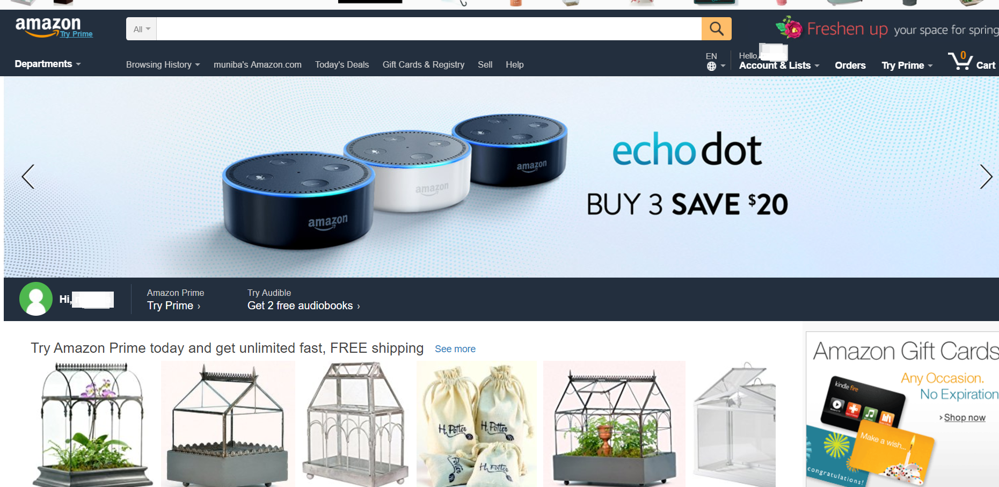 amazon
Try Prime
All
Freshen up your space for spring
Departments
Browsing History
muniba's Amazon.com
Today's Deals
Gift Cards & Registry
Sell
Help
EN
Hello,
Account & Lists
Orders
Try Prime
0
Cart
amazon
amazon
amazon
echo dot
BUY 3 SAVE $20
Hi,
Amazon Prime
Try Prime ›
Try Audible
Get 2 free audiobooks ›
Try Amazon Prime today and get unlimited fast, FREE shipping See more
H. Potter
H. Potter
Potter
H. Potter
Amazon Gift Cards
Any Occasion.
No Expiration
› Shop now
kindle fire
Make a wish...
congratulations!